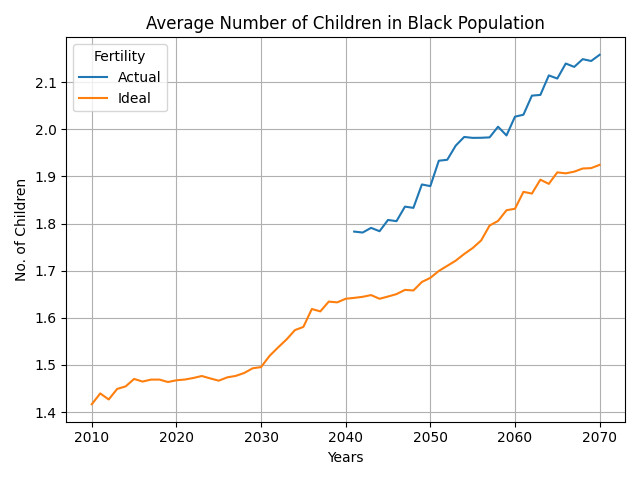 Average Number of Children in Black Population
Fertility
Actual
Ideal
No. of Children
2.1
2.0
1.9
1.8
1.7
1.6
1.5
1.4
2010 2020 2030 2040 2050 2060 2070
Years